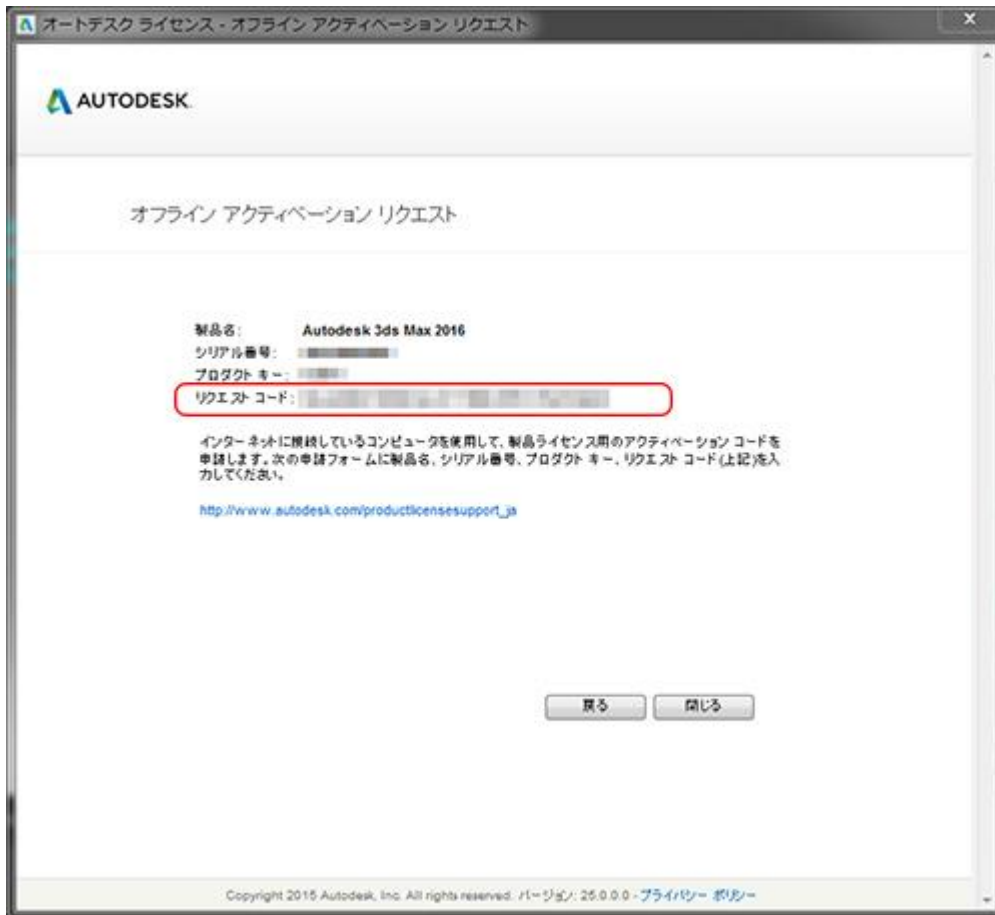 オートデスク ライセンス - オフライン アクティベーション リクエスト
AUTODESK.
オフライン アクティベーション リクエスト
製品名: Autodesk 3ds Max 2016
シリアル番号:
プロダクト キー:
リクエスト コード:
インターネットに接続しているコンピュータを使用して、製品ライセンス用のアクティベーション コードを
申請します。次の申請フォームに製品名、シリアル番号、プロダクト キー、リクエスト コード(上記)を入
力してください。
http://www.autodesk.com/productlicensesupport_ja
戻る 閉じる
Copyright 2015 Autodesk, Inc. All rights reserved. バージョン: 25.0.0.0 - プライバシー ポリシー